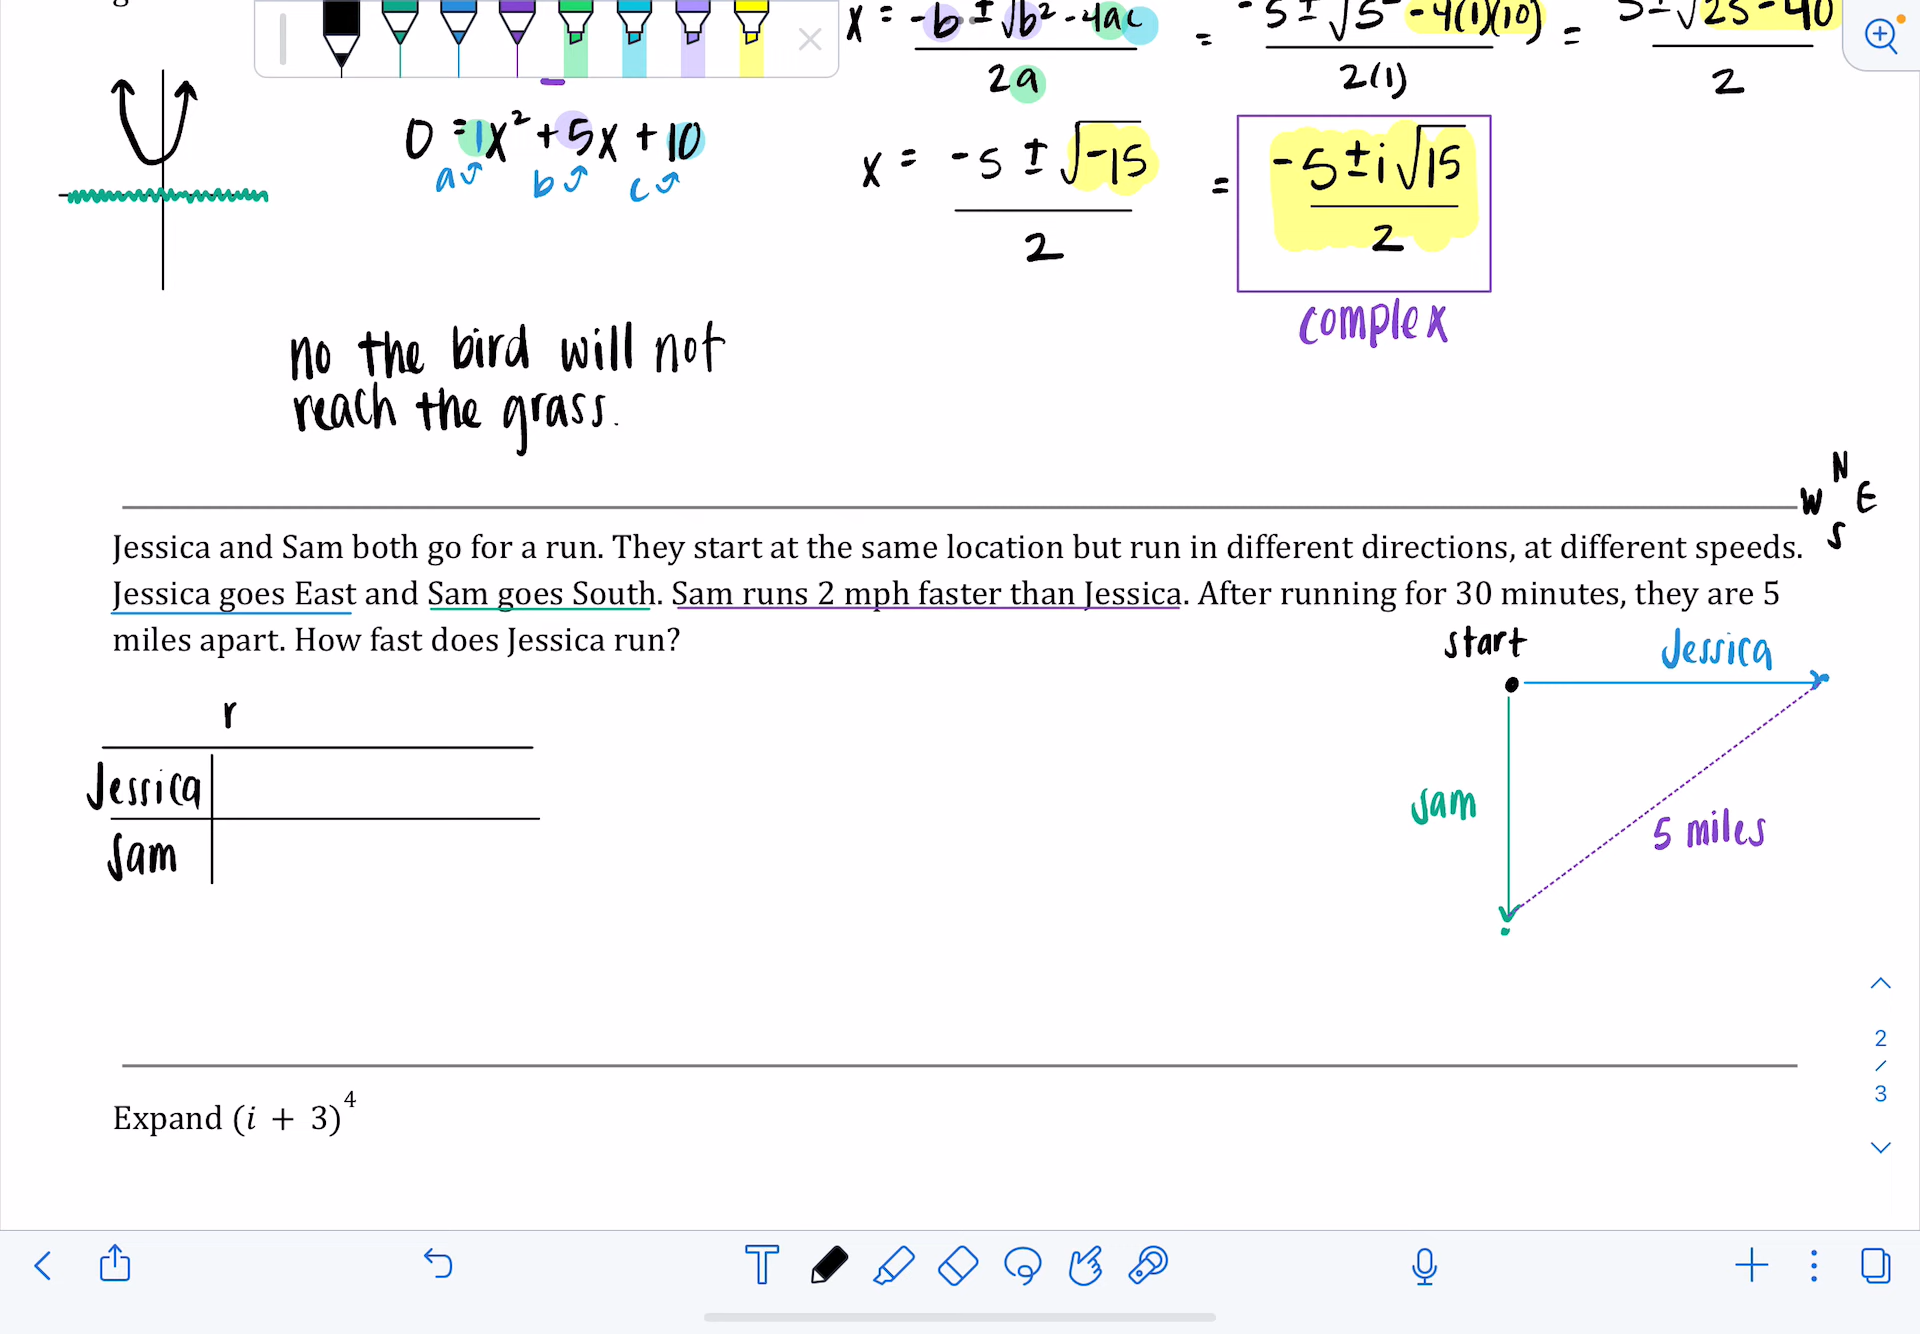 x = -b ± √b² - 4ac / 2a = -5 ± √5² - 4(1)(10) / 2(1) = 5 ± √25 - 40 / 2
0 = 1x² + 5x + 10
a b c
x = -5 ± √-15 / 2 = -5 ± i√15 / 2
complex
no the bird will not
reach the grass.
N
W E
S
Jessica and Sam both go for a run. They start at the same location but run in different directions, at different speeds.
Jessica goes East and Sam goes South. Sam runs 2 mph faster than Jessica. After running for 30 minutes, they are 5
miles apart. How fast does Jessica run?
start
Jessica
r
Jessica
Sam
Sam
5 miles
2
/
3
Expand (i + 3)⁴
T